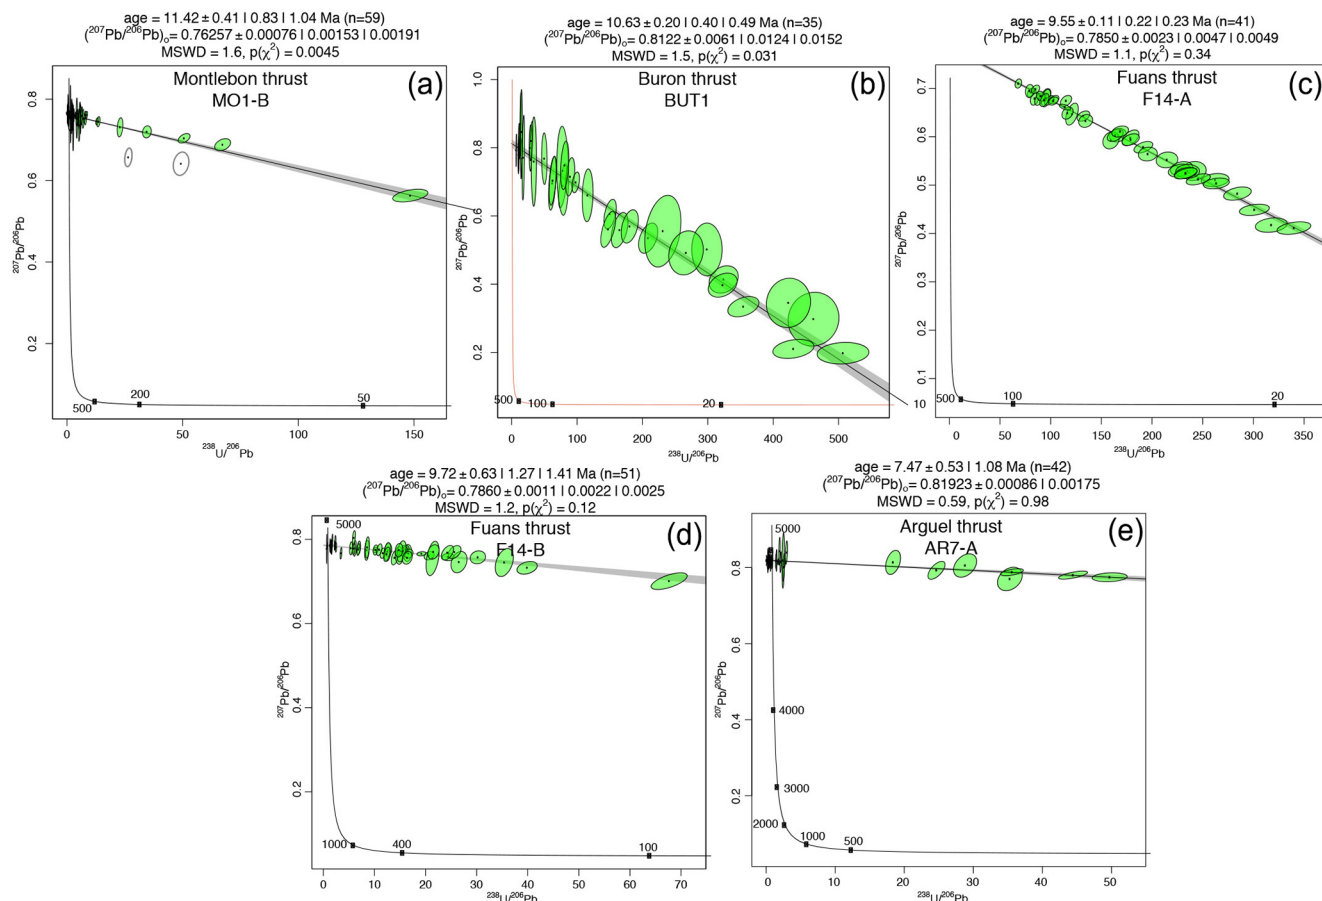 age = 11.42 ± 0.41 | 0.83 | 1.04 Ma (n=59)
(²⁰⁷Pb/²⁰⁶Pb)ₒ= 0.76257 ± 0.00076 | 0.00153 | 0.00191
MSWD = 1.6, p(χ²) = 0.0045
Montlebon thrust
MO1-B
(a)
0.8
0.6
0.4
0.2
²⁰⁷Pb/²⁰⁶Pb
500
200
50
0
50
100
150
²³⁸U/²⁰⁶Pb
age = 10.63 ± 0.20 | 0.40 | 0.49 Ma (n=35)
(²⁰⁷Pb/²⁰⁶Pb)ₒ= 0.8122 ± 0.0061 | 0.0124 | 0.0152
MSWD = 1.5, p(χ²) = 0.031
Buron thrust
BUT1
(b)
1.0
0.8
0.6
0.4
0.2
²⁰⁷Pb/²⁰⁶Pb
500
100
20
10
0
100
200
300
400
500
²³⁸U/²⁰⁶Pb
age = 9.55 ± 0.11 | 0.22 | 0.23 Ma (n=41)
(²⁰⁷Pb/²⁰⁶Pb)ₒ= 0.7850 ± 0.0023 | 0.0047 | 0.0049
MSWD = 1.1, p(χ²) = 0.34
Fuans thrust
F14-A
(c)
0.7
0.6
0.5
0.4
0.3
0.2
0.1
²⁰⁷Pb/²⁰⁶Pb
500
100
20
0
50
100
150
200
250
300
350
²³⁸U/²⁰⁶Pb
age = 9.72 ± 0.63 | 1.27 | 1.41 Ma (n=51)
(²⁰⁷Pb/²⁰⁶Pb)ₒ= 0.7860 ± 0.0011 | 0.0022 | 0.0025
MSWD = 1.2, p(χ²) = 0.12
Fuans thrust
F14-B
(d)
5000
0.8
0.6
0.4
0.2
²⁰⁷Pb/²⁰⁶Pb
1000
400
100
0
10
20
30
40
50
60
70
²³⁸U/²⁰⁶Pb
age = 7.47 ± 0.53 | 1.08 Ma (n=42)
(²⁰⁷Pb/²⁰⁶Pb)ₒ= 0.81923 ± 0.00086 | 0.00175
MSWD = 0.59, p(χ²) = 0.98
Arguel thrust
AR7-A
(e)
5000
0.8
0.6
0.4
0.2
²⁰⁷Pb/²⁰⁶Pb
4000
3000
2000
1000
500
0
10
20
30
40
50
²³⁸U/²⁰⁶Pb